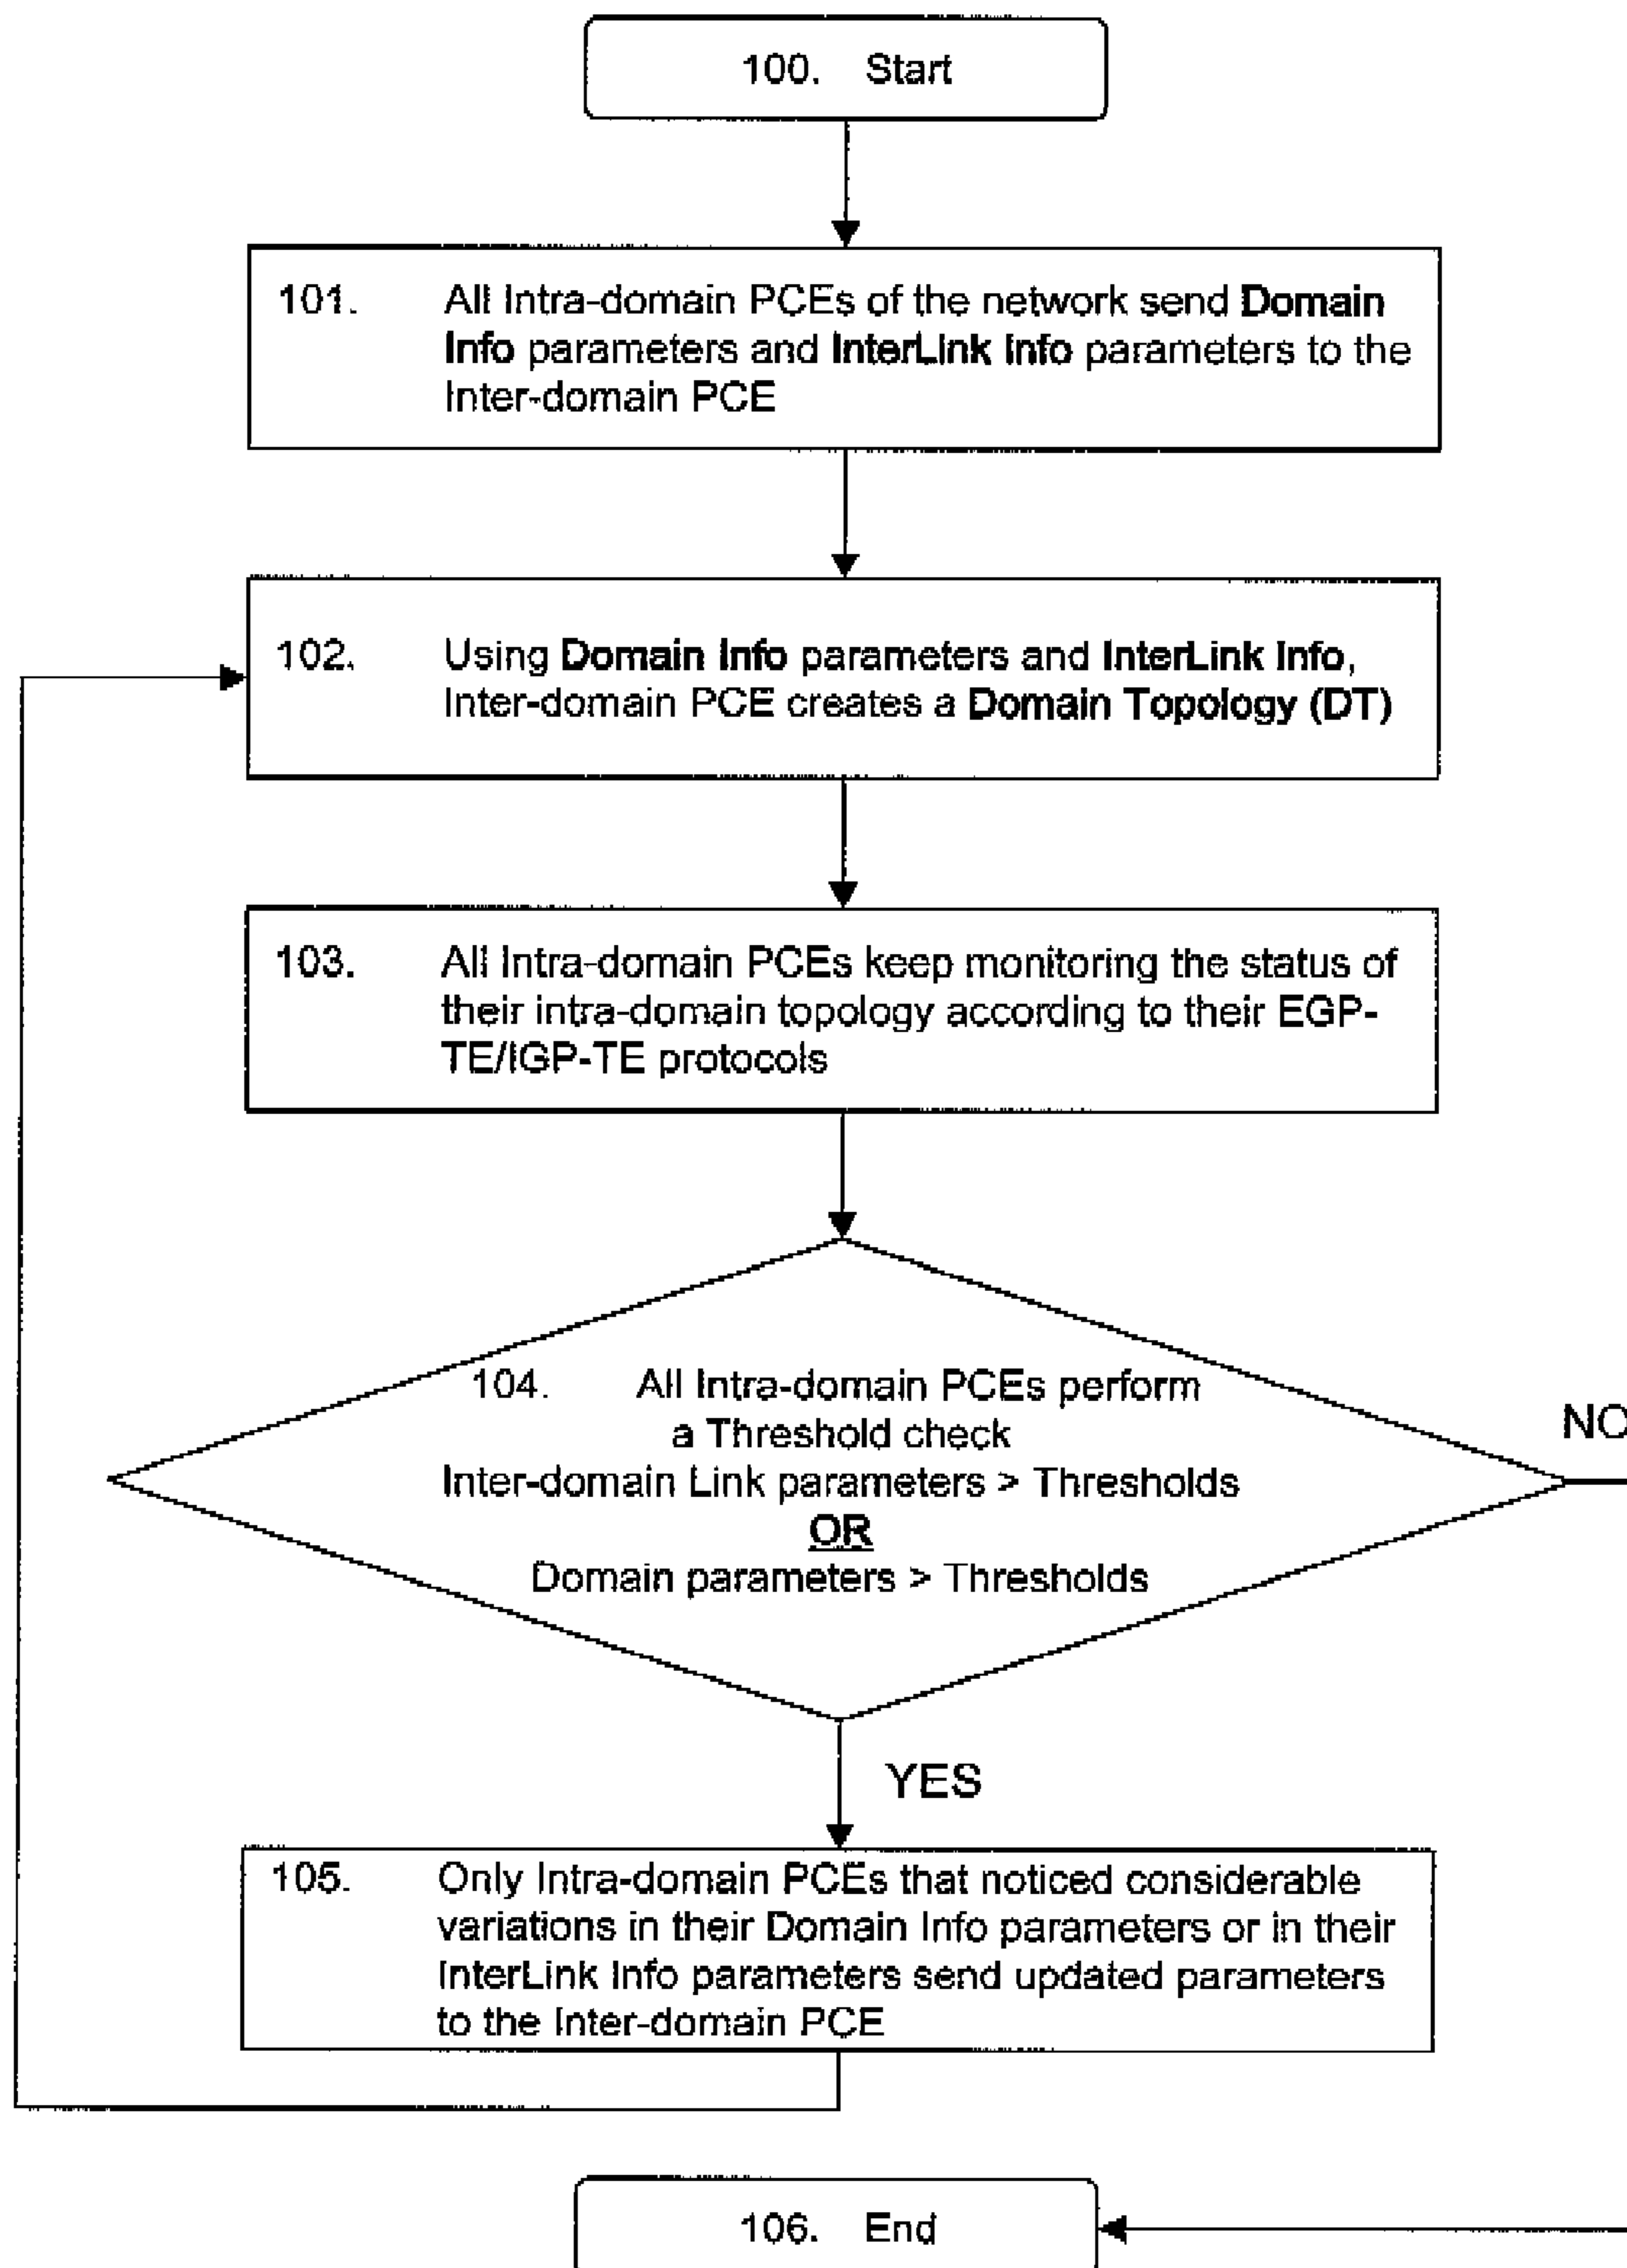 100. Start
101. All Intra-domain PCEs of the network send Domain
Info parameters and InterLink Info parameters to the
Inter-domain PCE
102. Using Domain Info parameters and InterLink Info,
Inter-domain PCE creates a Domain Topology (DT)
103. All Intra-domain PCEs keep monitoring the status of
their intra-domain topology according to their EGP-
TE/IGP-TE protocols
104. All Intra-domain PCEs perform
a Threshold check
Inter-domain Link parameters > Thresholds
OR
Domain parameters > Thresholds
NO
YES
105. Only Intra-domain PCEs that noticed considerable
variations in their Domain Info parameters or in their
InterLink Info parameters send updated parameters
to the Inter-domain PCE
106. End